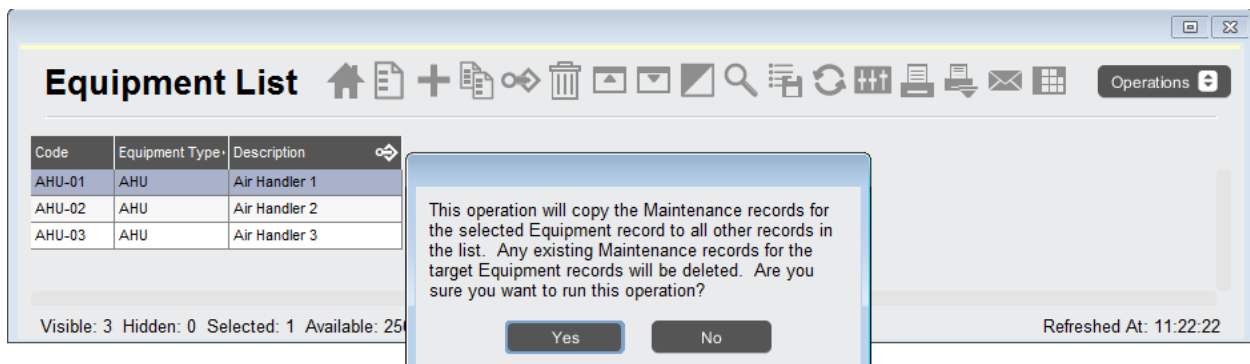 Equipment List
Operations
Code Equipment Type Description
AHU-01 AHU Air Handler 1
AHU-02 AHU Air Handler 2
AHU-03 AHU Air Handler 3
This operation will copy the Maintenance records for
the selected Equipment record to all other records in
the list. Any existing Maintenance records for the
target Equipment records will be deleted. Are you
sure you want to run this operation?
Yes No
Visible: 3 Hidden: 0 Selected: 1 Available:
Refreshed At: 11:22:22